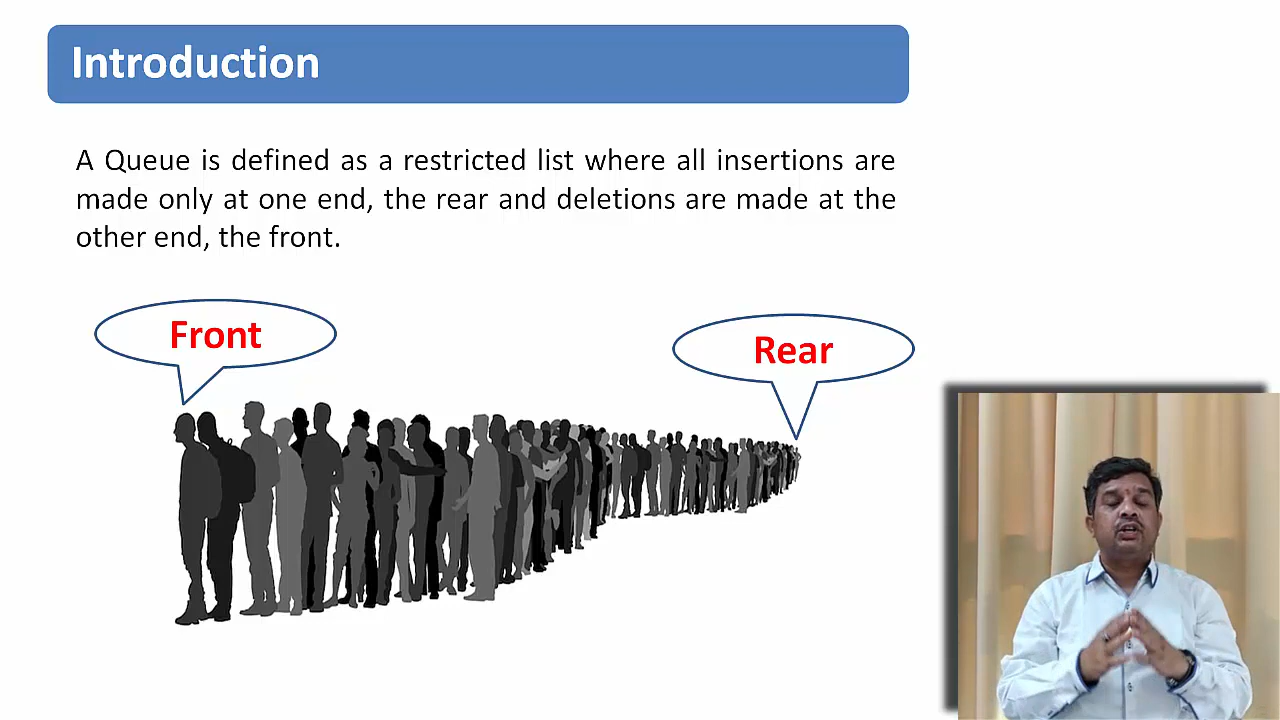 Introduction
A Queue is defined as a restricted list where all insertions are
made only at one end, the rear and deletions are made at the
other end, the front.
Front
Rear